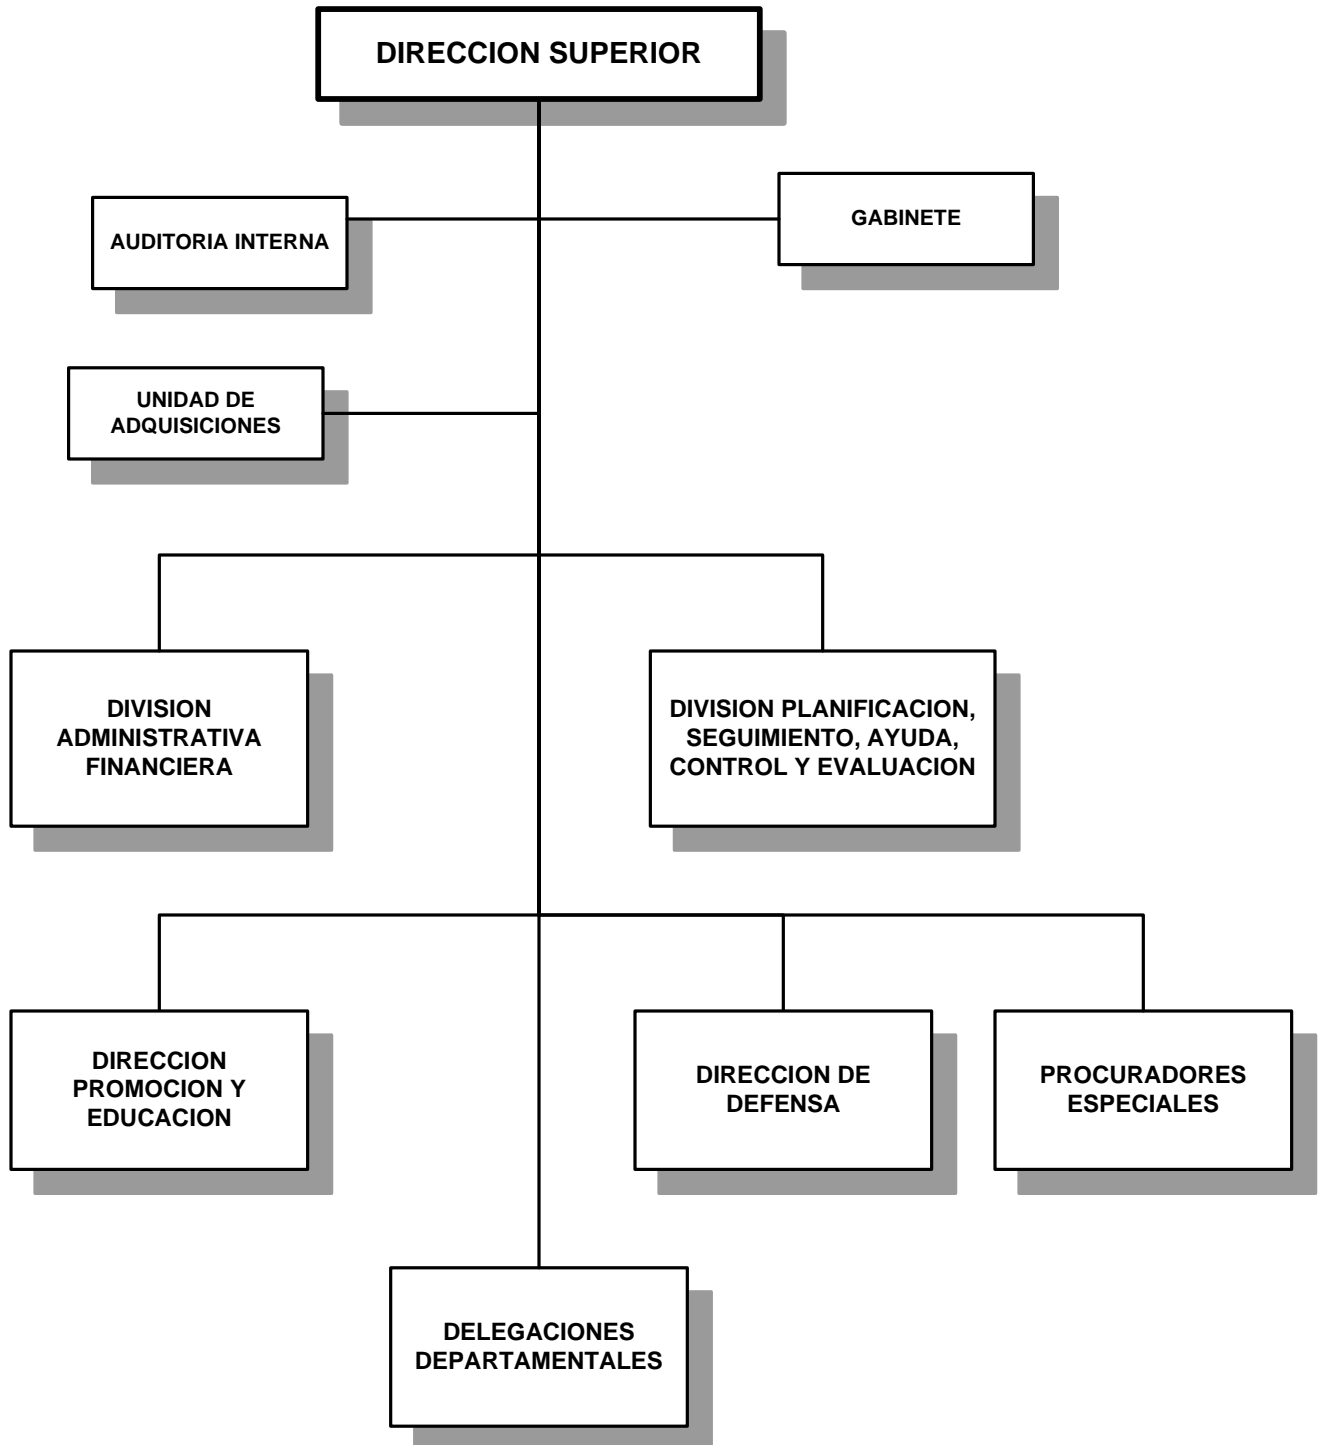 DIRECCION SUPERIOR
AUDITORIA INTERNA
GABINETE
UNIDAD DE
ADQUISICIONES
DIVISION
ADMINISTRATIVA
FINANCIERA
DIVISION PLANIFICACION,
SEGUIMIENTO, AYUDA,
CONTROL Y EVALUACION
DIRECCION
PROMOCION Y
EDUCACION
DIRECCION DE
DEFENSA
PROCURADORES
ESPECIALES
DELEGACIONES
DEPARTAMENTALES